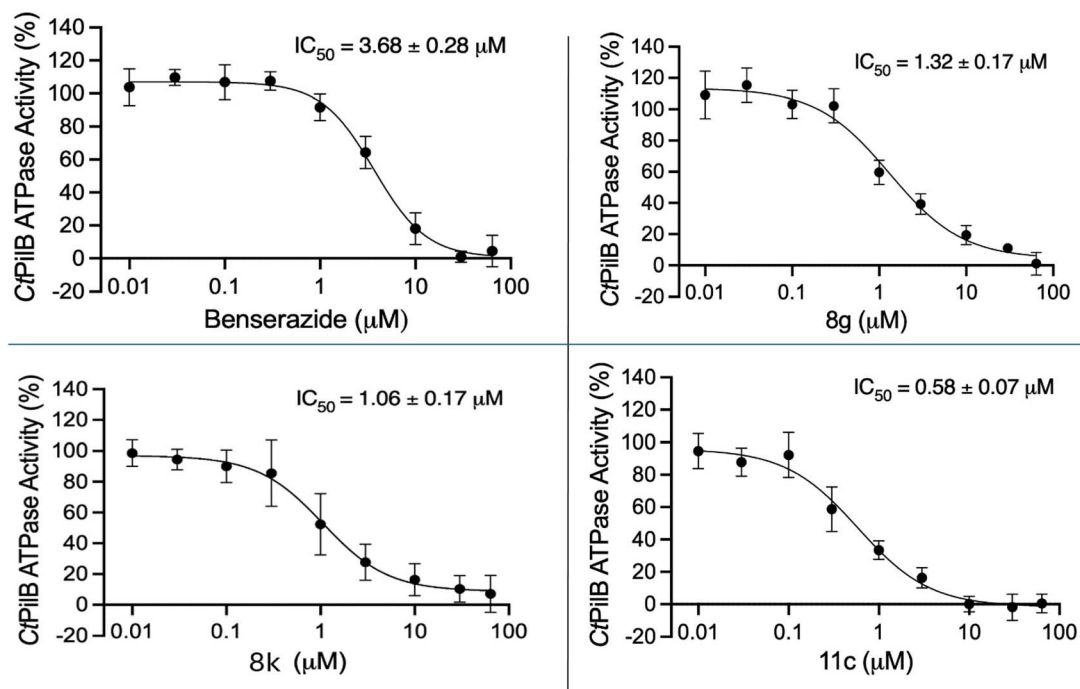 CtPilB ATPase Activity (%)
140
120
100
80
60
40
20
0
-20
IC50 = 3.68 ± 0.28 μM
0.01 0.1 1 10 100
Benserazide (μM)
CtPilB ATPase Activity (%)
140
120
100
80
60
40
20
0
-20
IC50 = 1.32 ± 0.17 μM
0.01 0.1 1 10 100
8g (μM)
CtPilB ATPase Activity (%)
140
120
100
80
60
40
20
0
-20
IC50 = 1.06 ± 0.17 μM
0.01 0.1 1 10 100
8k (μM)
CtPilB ATPase Activity (%)
140
120
100
80
60
40
20
0
-20
IC50 = 0.58 ± 0.07 μM
0.01 0.1 1 10 100
11c (μM)